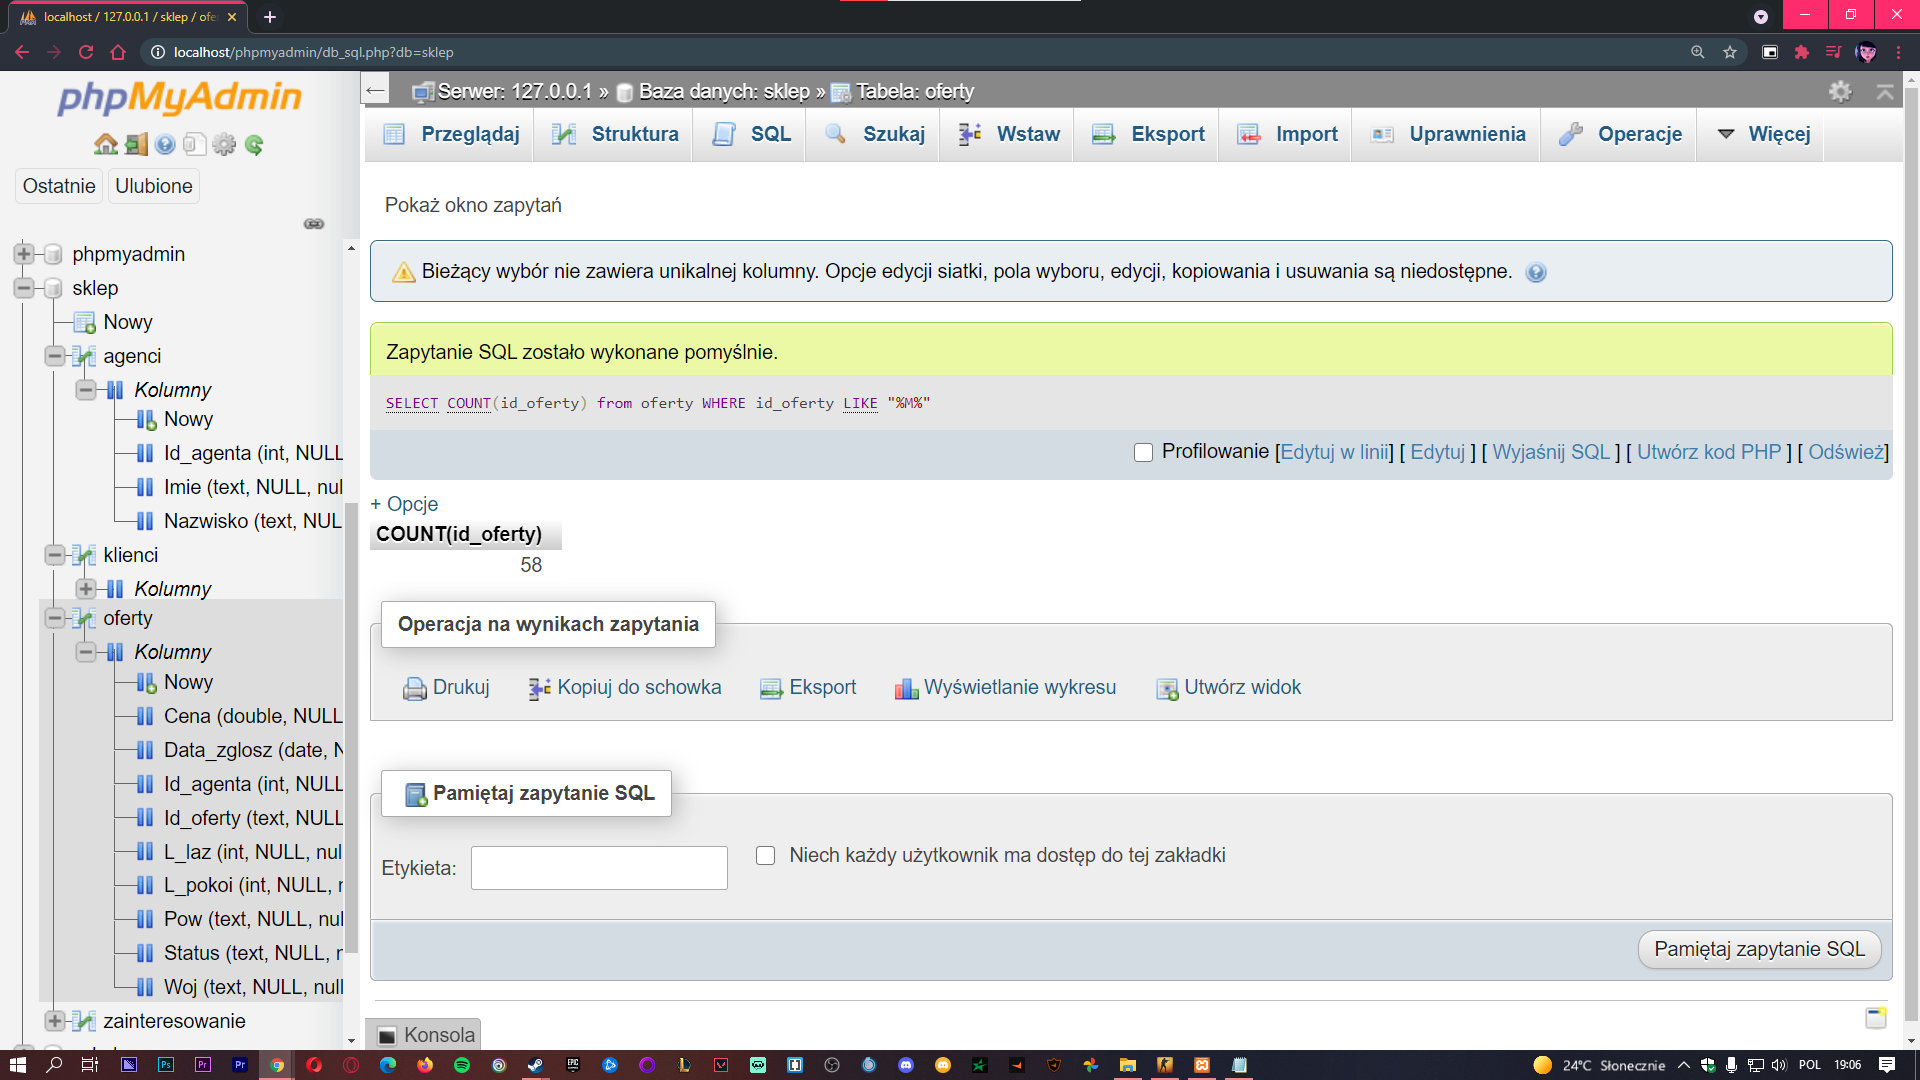 localhost / 127.0.0.1 / sklep / ofe
localhost/phpmyadmin/db_sql.php?db=sklep
phpMyAdmin
Ostatnie
Ulubione
phpmyadmin
sklep
Nowy
agenci
Kolumny
Nowy
Id_agenta (int, NULL
Imie (text, NULL, nul
Nazwisko (text, NUL
klienci
Kolumny
oferty
Kolumny
Nowy
Cena (double, NULL
Data_zglosz (date, N
Id_agenta (int, NULL
Id_oferty (text, NULL
L_laz (int, NULL, nul
L_pokoi (int, NULL, n
Pow (text, NULL, nul
Status (text, NULL, n
Woj (text, NULL, null
zainteresowanie
Serwer: 127.0.0.1 » Baza danych: sklep » Tabela: oferty
Przeglądaj Struktura SQL Szukaj Wstaw Eksport Import Uprawnienia Operacje Więcej
Pokaż okno zapytań
Bieżący wybór nie zawiera unikalnej kolumny. Opcje edycji siatki, pola wyboru, edycji, kopiowania i usuwania są niedostępne.
Zapytanie SQL zostało wykonane pomyślnie.
SELECT COUNT(id_oferty) from oferty WHERE id_oferty LIKE "%M%"
Profilowanie [Edytuj w linii] [ Edytuj ] [ Wyjaśnij SQL ] [ Utwórz kod PHP ] [ Odśwież]
+ Opcje
COUNT(id_oferty)
58
Operacja na wynikach zapytania
Drukuj Kopiuj do schowka Eksport Wyświetlanie wykresu Utwórz widok
Pamiętaj zapytanie SQL
Etykieta:
Niech każdy użytkownik ma dostęp do tej zakładki
Pamiętaj zapytanie SQL
Konsola
24°C Słonecznie POL 19:06